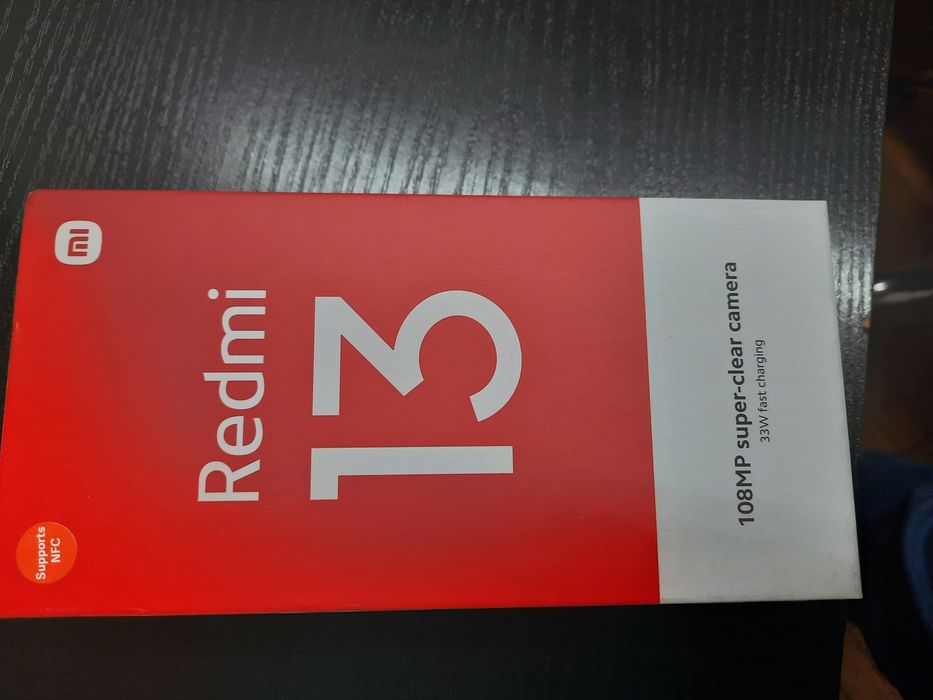 mi
Supports
NFC
Redmi
13
108MP super-clear camera
33W fast charging